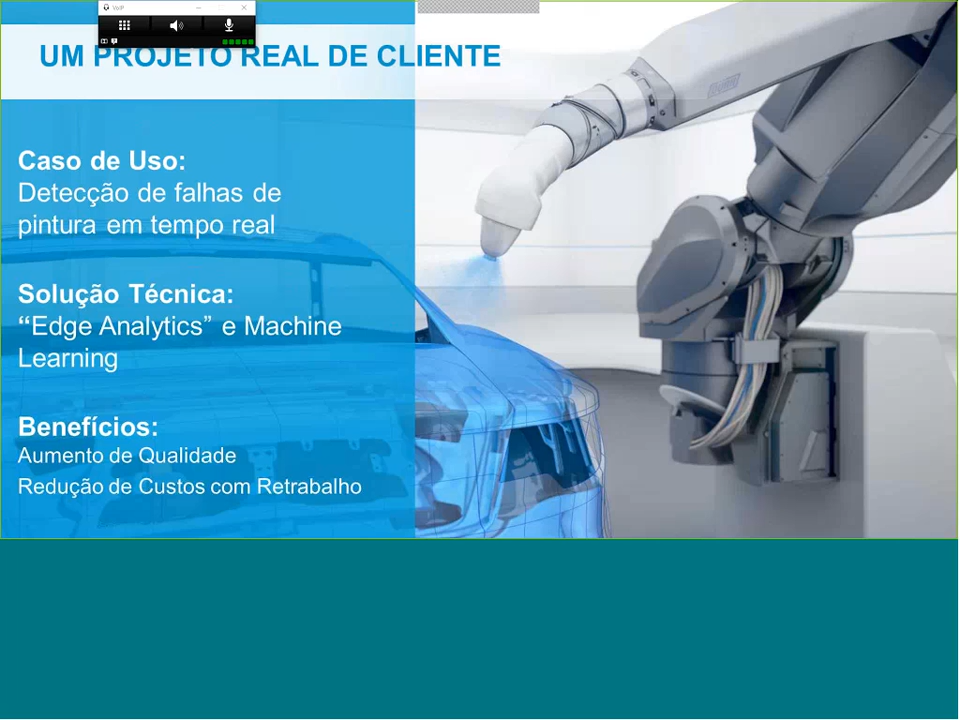 VoIP
UM PROJETO REAL DE CLIENTE
Caso de Uso:
Detecção de falhas de
pintura em tempo real
Solução Técnica:
“Edge Analytics” e Machine
Learning
Benefícios:
Aumento de Qualidade
Redução de Custos com Retrabalho